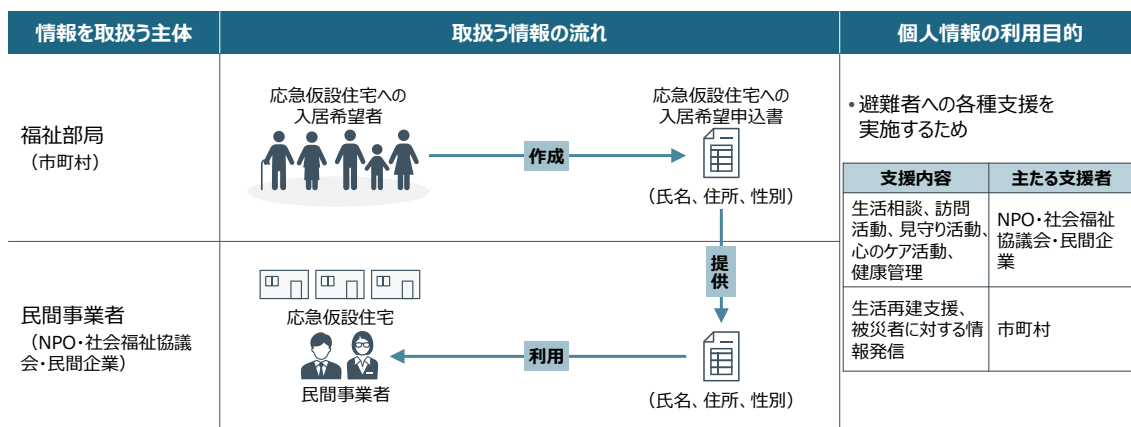 情報を取扱う主体
取扱う情報の流れ
個人情報の利用目的
福祉部局
（市町村）
応急仮設住宅への
入居希望者
作成
応急仮設住宅への
入居希望申込書
（氏名、住所、性別）
提供
民間事業者
（NPO・社会福祉協議
会・民間企業）
応急仮設住宅
民間事業者
利用
（氏名、住所、性別）
・避難者への各種支援を
実施するため
支援内容
主たる支援者
生活相談、訪問
活動、見守り活動、
心のケア活動、
健康管理
NPO・社会福祉
協議会・民間企
業
生活再建支援、
被災者に対する情
報発信
市町村